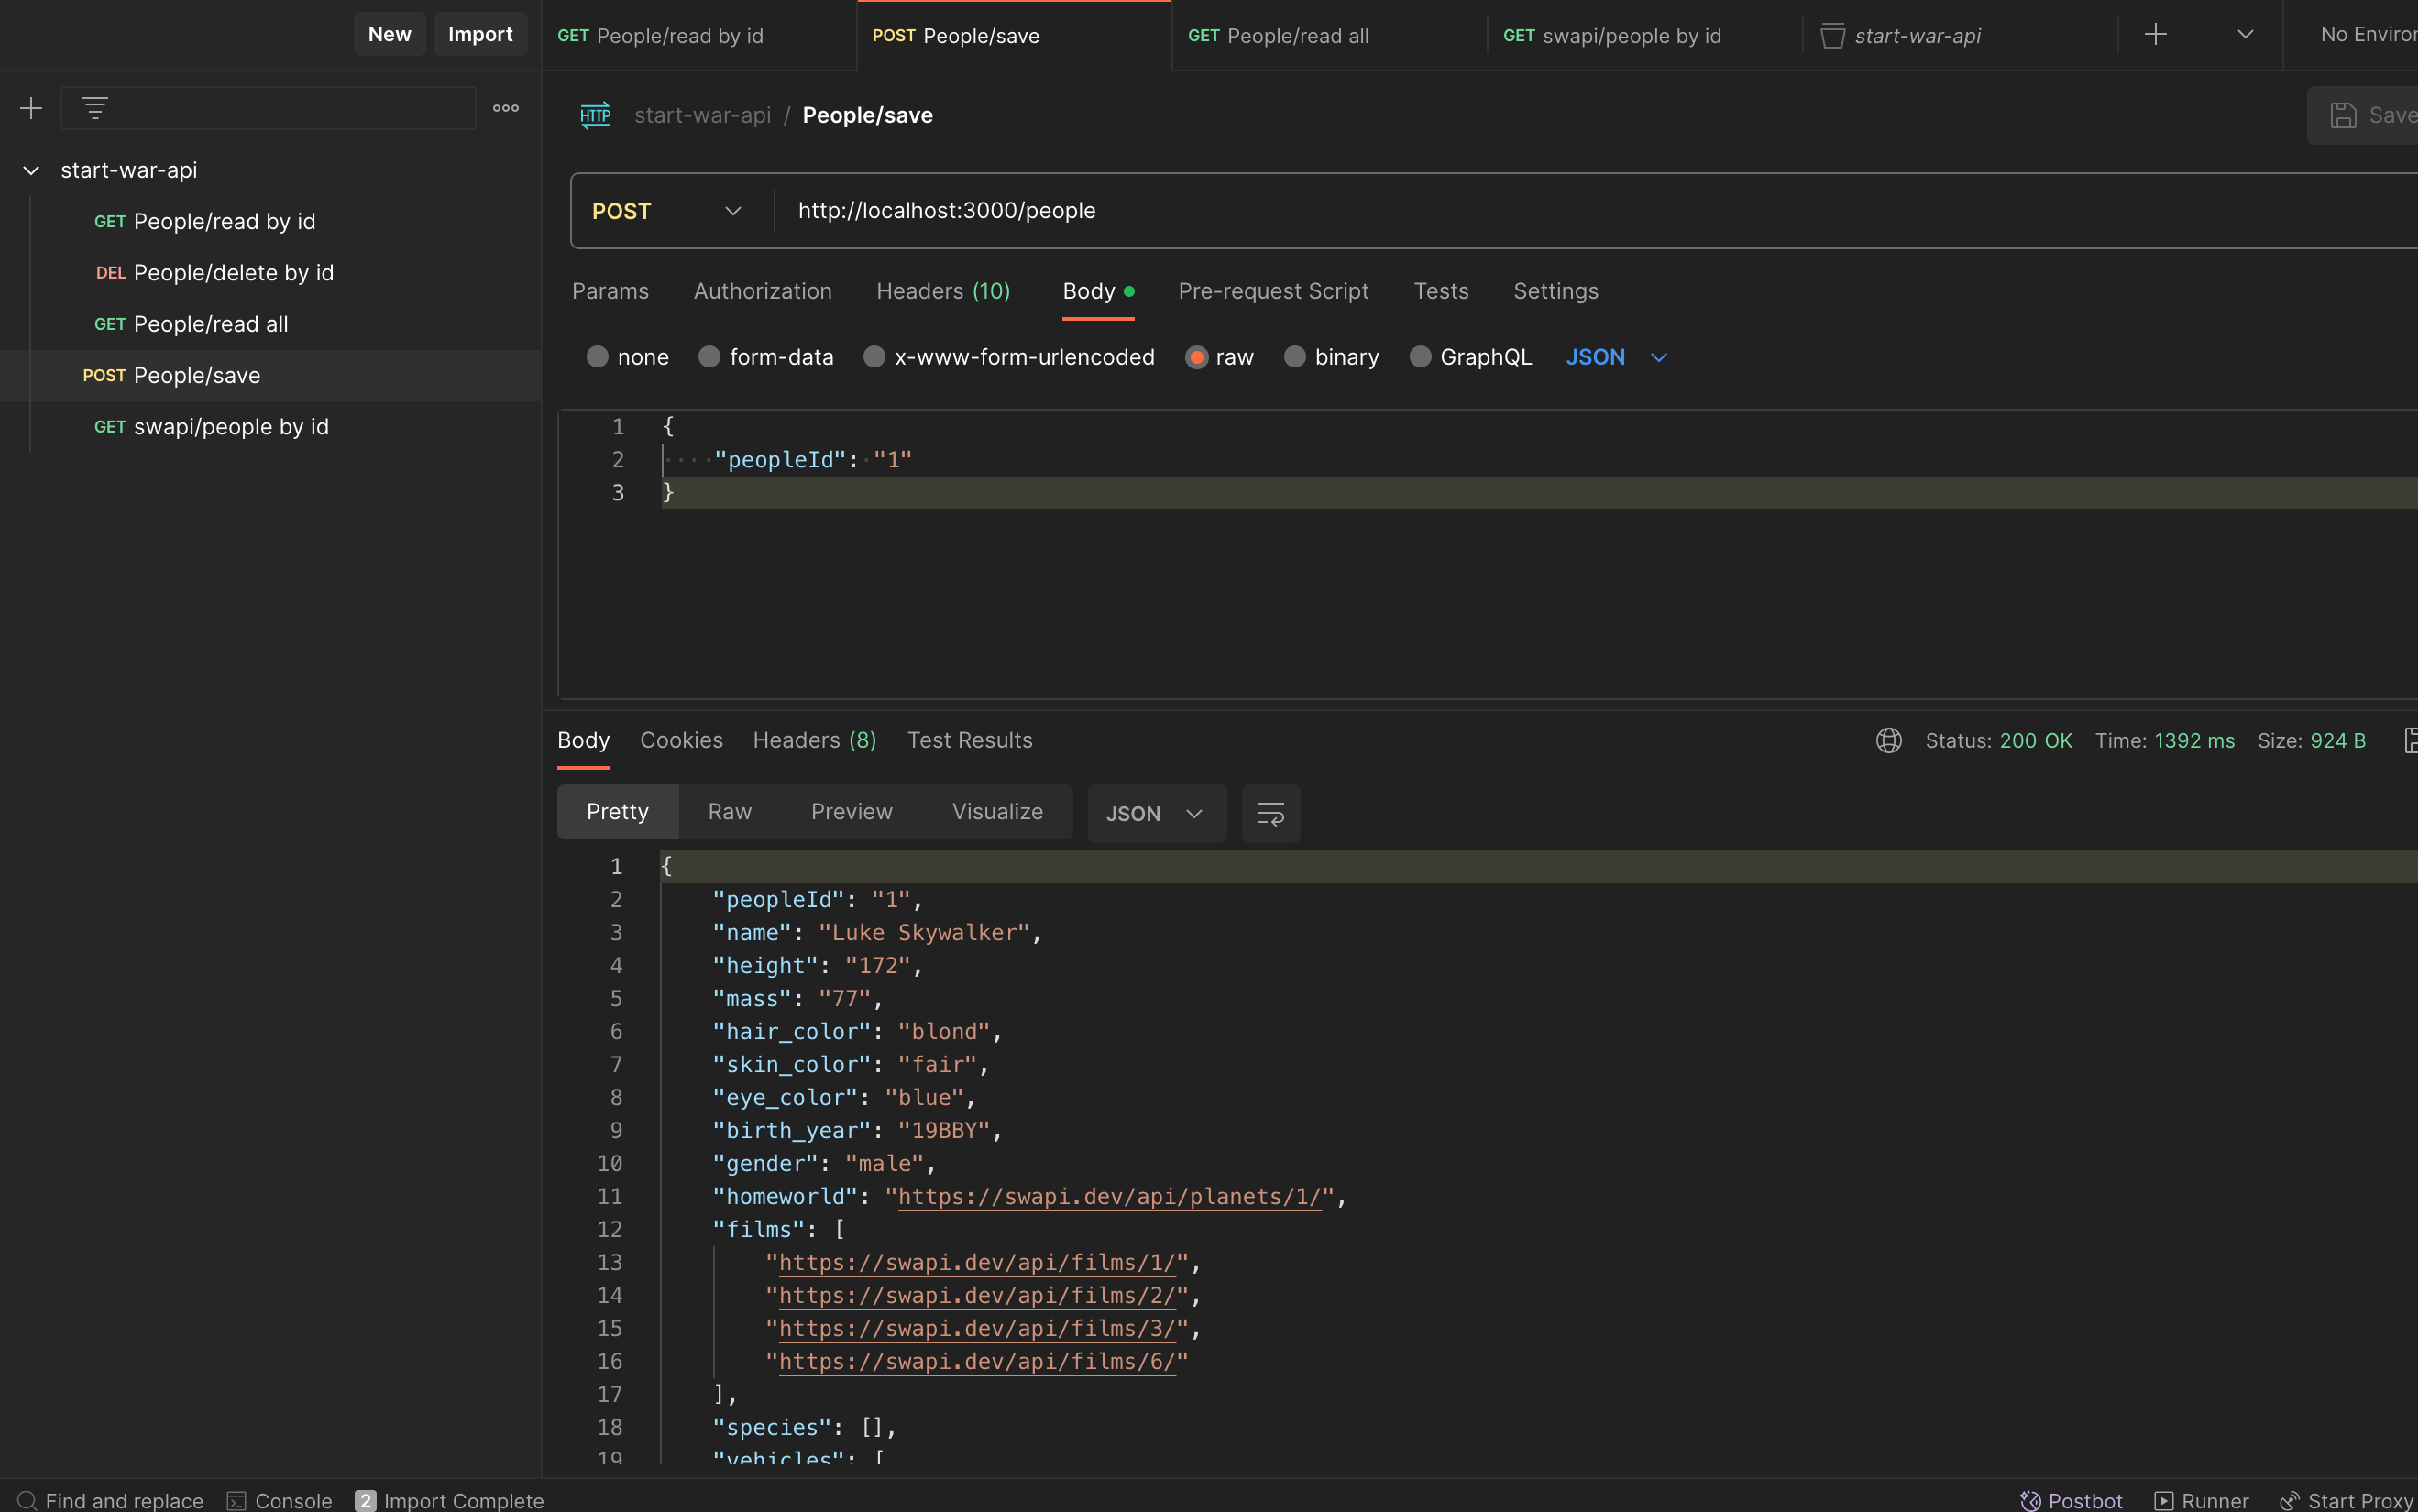 New Import
GET People/read by id POST People/save GET People/read all GET swapi/people by id start-war-api No Enviro
start-war-api
GET People/read by id
DEL People/delete by id
GET People/read all
POST People/save
GET swapi/people by id
HTTP start-war-api / People/save Save
POST http://localhost:3000/people
Params Authorization Headers (10) Body Pre-request Script Tests Settings
none form-data x-www-form-urlencoded raw binary GraphQL JSON
1 {
2 "peopleId": "1"
3 }
Body Cookies Headers (8) Test Results Status: 200 OK Time: 1392 ms Size: 924 B
Pretty Raw Preview Visualize JSON
1 {
2 "peopleId": "1",
3 "name": "Luke Skywalker",
4 "height": "172",
5 "mass": "77",
6 "hair_color": "blond",
7 "skin_color": "fair",
8 "eye_color": "blue",
9 "birth_year": "19BBY",
10 "gender": "male",
11 "homeworld": "https://swapi.dev/api/planets/1/",
12 "films": [
13 "https://swapi.dev/api/films/1/",
14 "https://swapi.dev/api/films/2/",
15 "https://swapi.dev/api/films/3/",
16 "https://swapi.dev/api/films/6/"
17 ],
18 "species": [],
19 "vehicles": [
Find and replace Console 2 Import Complete Postbot Runner Start Proxy